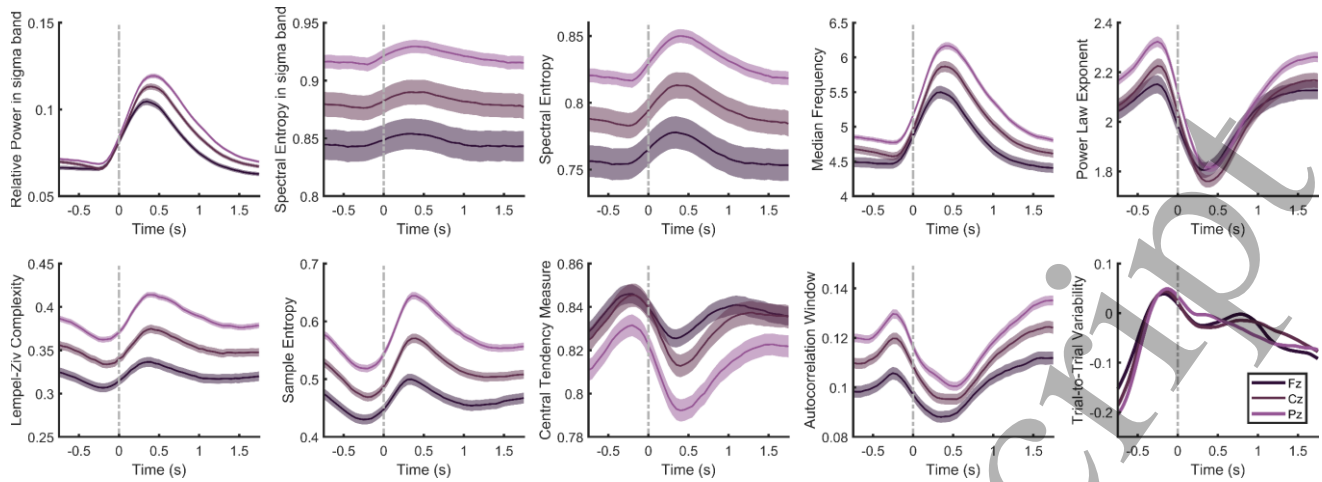 Relative Power in sigma band
0.15
0.1
0.05
-0.5 0 0.5 1 1.5
Time (s)
Spectral Entropy in sigma band
0.95
0.9
0.85
0.8
-0.5 0 0.5 1 1.5
Time (s)
Spectral Entropy
0.85
0.8
0.75
-0.5 0 0.5 1 1.5
Time (s)
Median Frequency
6.5
6
5.5
5
4.5
4
-0.5 0 0.5 1 1.5
Time (s)
Power Law Exponent
2.4
2.2
2
1.8
-0.5 0 0.5 1 1.5
Time (s)
Lempel-Ziv Complexity
0.45
0.4
0.35
0.3
0.25
-0.5 0 0.5 1 1.5
Time (s)
Sample Entropy
0.7
0.6
0.5
0.4
-0.5 0 0.5 1 1.5
Time (s)
Central Tendency Measure
0.86
0.84
0.82
0.8
0.78
-0.5 0 0.5 1 1.5
Time (s)
Autocorrelation Window
0.14
0.12
0.1
0.08
-0.5 0 0.5 1 1.5
Time (s)
Trial-to-Trial Variability
0.1
0
-0.1
-0.2
-0.5 0 0.5 1 1.5
Time (s)
Fz
Cz
Pz
cript